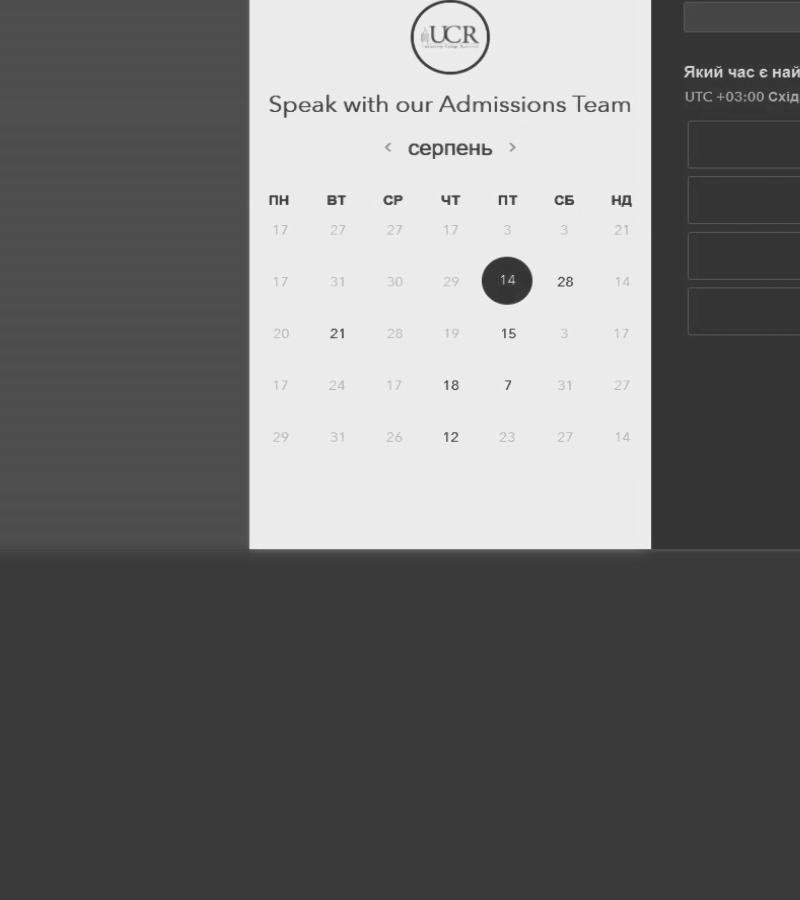 UCR
Speak with our Admissions Team
‹ серпень ›
Який час є най
UTC +03:00 Схід
ПН ВТ СР ЧТ ПТ СБ НД
17 27 27 17 3 3 21
17 31 30 29 14 28 14
20 21 28 19 15 3 17
17 24 17 18 7 31 27
29 31 26 12 23 27 14